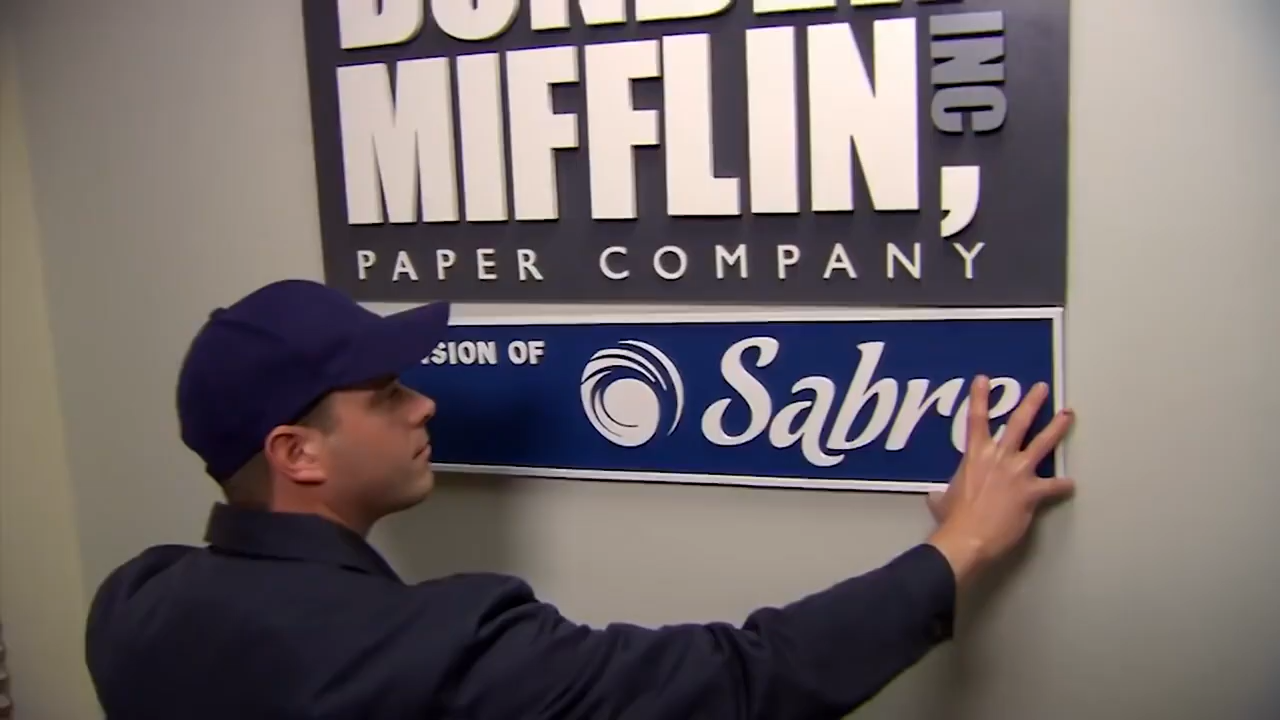 MIFFLIN,
INC
PAPER COMPANY
SION OF
Sabre